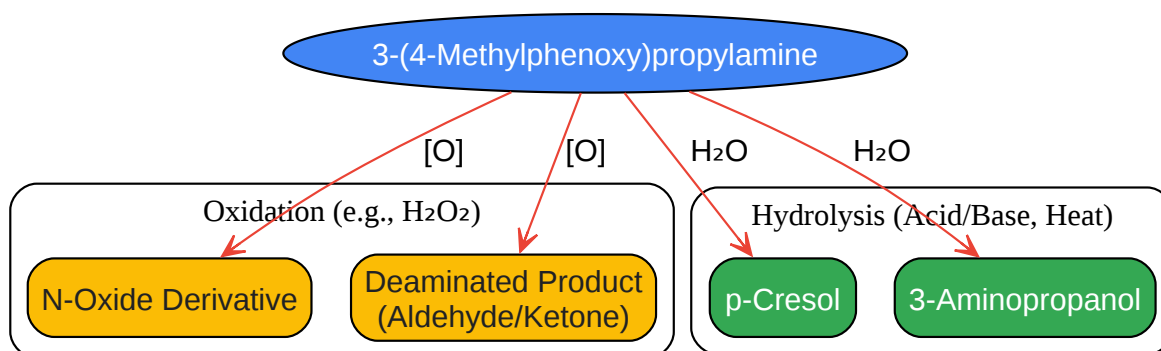 3-(4-Methylphenoxy)propylamine
[O]
[O]
H₂O
H₂O
Oxidation (e.g., H₂O₂)
N-Oxide Derivative
Deaminated Product
(Aldehyde/Ketone)
Hydrolysis (Acid/Base, Heat)
p-Cresol
3-Aminopropanol